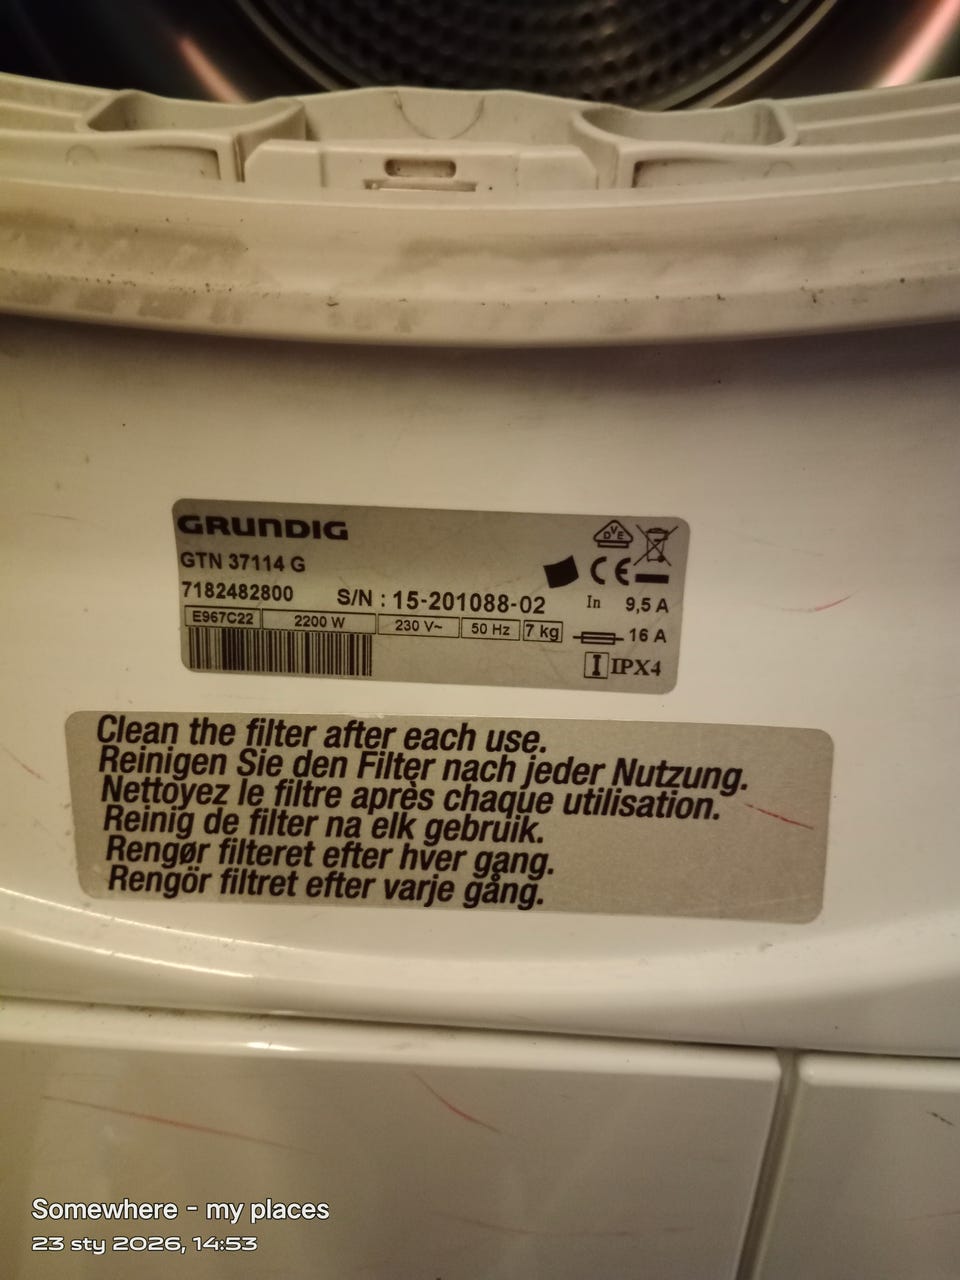 GRUNDIG
GTN 37114 G
7182482800 S/N : 15-201088-02
E967C22 2200 W 230 V~ 50 Hz 7 kg
DVE
CE
In 9,5 A
16 A
I IPX4
Clean the filter after each use.
Reinigen Sie den Filter nach jeder Nutzung.
Nettoyez le filtre après chaque utilisation.
Reinig de filter na elk gebruik.
Rengør filteret efter hver gang.
Rengör filtret efter varje gång.
Somewhere - my places
23 sty 2026, 14:53